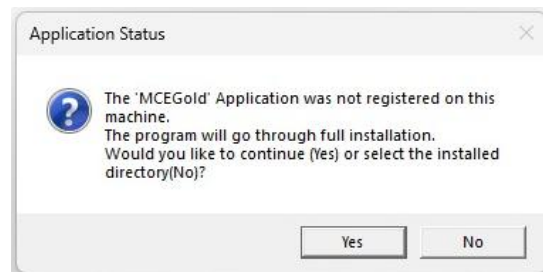 Application Status
The 'MCEGold' Application was not registered on this
machine.
The program will go through full installation.
Would you like to continue (Yes) or select the installed
directory(No)?
Yes
No